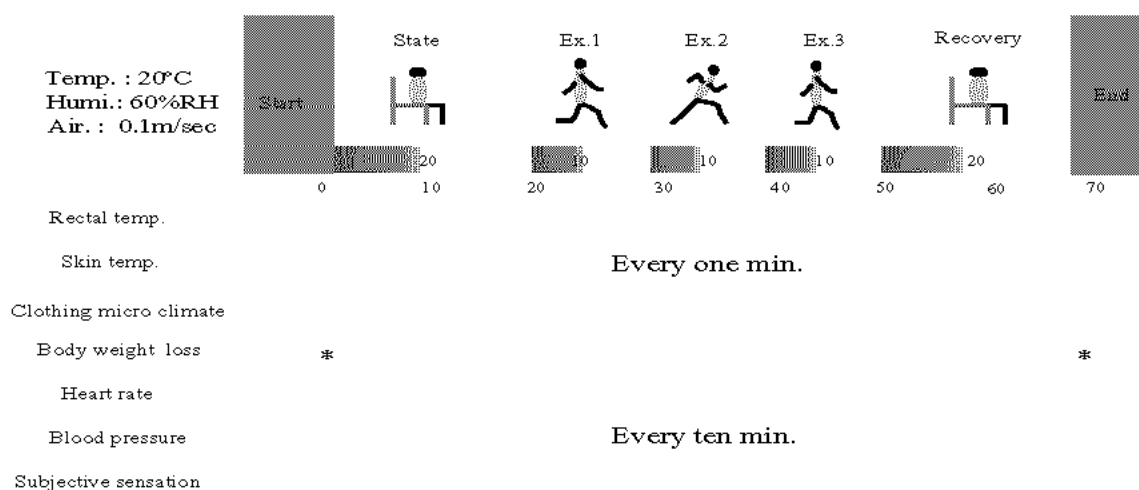 State Ex.1 Ex.2 Ex.3 Recovery
Temp. : 20°C
Humi.: 60%RH
Air. : 0.1m/sec
Start
End
20 10 10 10 20
0 10 20 30 40 50 60 70
Rectal temp.
Skin temp.
Every one min.
Clothing micro climate
Body weight loss * *
Heart rate
Blood pressure
Every ten min.
Subjective sensation